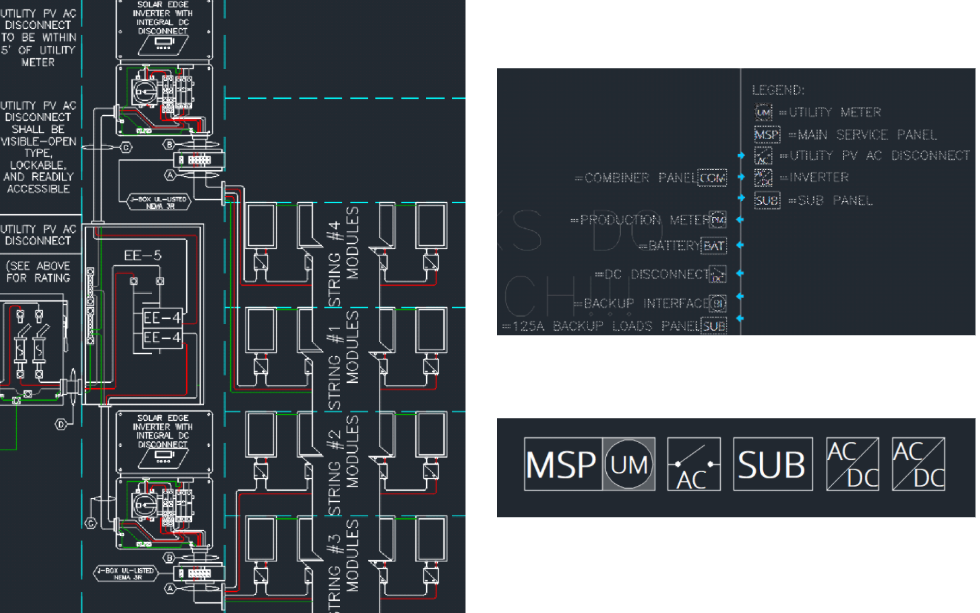 UTILITY PV AC
DISCONNECT
TO BE WITHIN
5' OF UTILITY
METER
UTILITY PV AC
DISCONNECT
SHALL BE
VISIBLE-OPEN
TYPE,
LOCKABLE,
AND READILY
ACCESSIBLE
UTILITY PV AC
DISCONNECT
(SEE ABOVE
FOR RATING
SOLAR EDGE
INVERTER WITH
INTEGRAL DC
DISCONNECT
C
B
A
J-BOX UL-LISTED
NEMA 3R
EE-5
EE-4
EE-4
D
SOLAR EDGE
INVERTER WITH
INTEGRAL DC
DISCONNECT
C
B
J-BOX UL-LISTED
NEMA 3R
A
STRING #4
MODULES
STRING #1
MODULES
STRING #2
MODULES
STRING #3
MODULES
LEGEND:
UM =UTILITY METER
MSP =MAIN SERVICE PANEL
AC =UTILITY PV AC DISCONNECT
=INVERTER
SUB =SUB PANEL
=COMBINER PANEL COM
=PRODUCTION METER PM
=BATTERY BAT
=DC DISCONNECT DC
=BACKUP INTERFACE BI
=125A BACKUP LOADS PANEL SUB
AS DO
CH!!!
MSP UM AC SUB AC/DC AC/DC